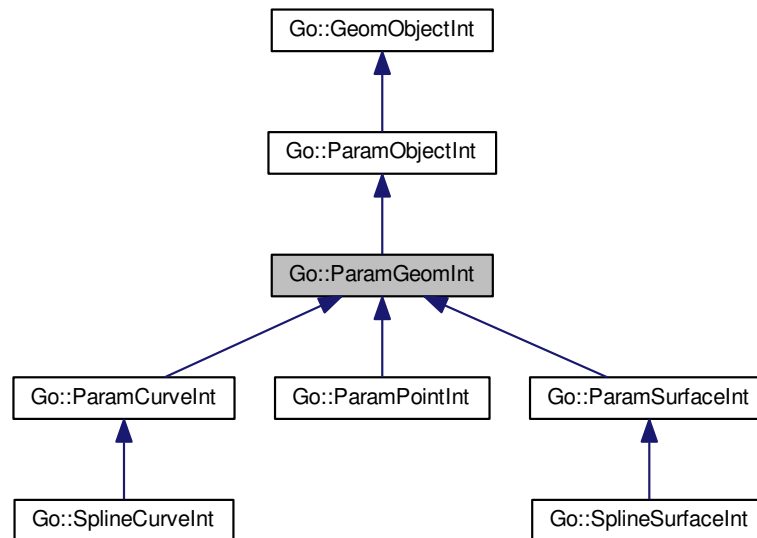 Go::GeomObjectInt
Go::ParamObjectInt
Go::ParamGeomInt
Go::ParamCurveInt
Go::ParamPointInt
Go::ParamSurfaceInt
Go::SplineCurveInt
Go::SplineSurfaceInt